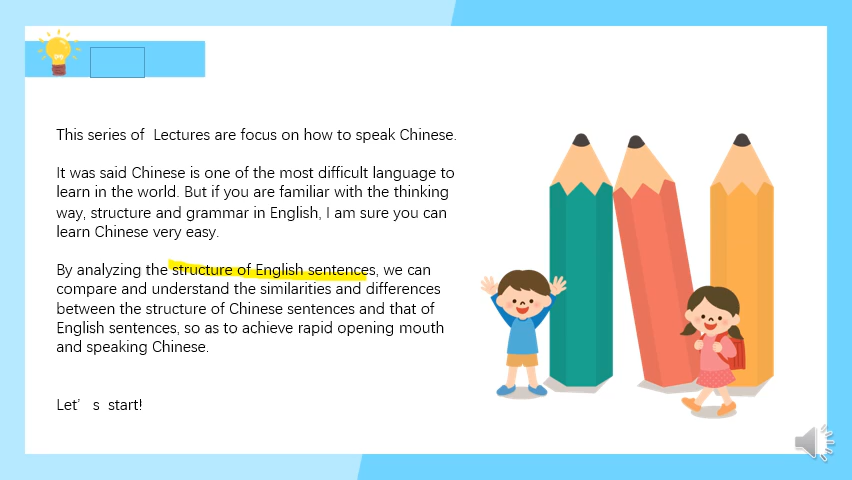 This series of  Lectures are focus on how to speak Chinese.
It was said Chinese is one of the most difficult language to
learn in the world. But if you are familiar with the thinking
way, structure and grammar in English, I am sure you can
learn Chinese very easy.
By analyzing the structure of English sentences, we can
compare and understand the similarities and differences
between the structure of Chinese sentences and that of
English sentences, so as to achieve rapid opening mouth
and speaking Chinese.
Let’ s  start!